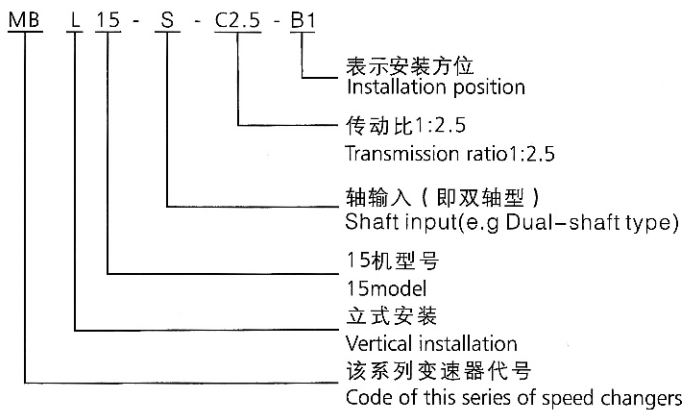 MB L 15 - S - C2.5 - B1
表示安装方位
Installation position
传动比1:2.5
Transmission ratio1:2.5
轴输入（即双轴型）
Shaft input(e.g Dual-shaft type)
15机型号
15model
立式安装
Vertical installation
该系列变速器代号
Code of this series of speed changers